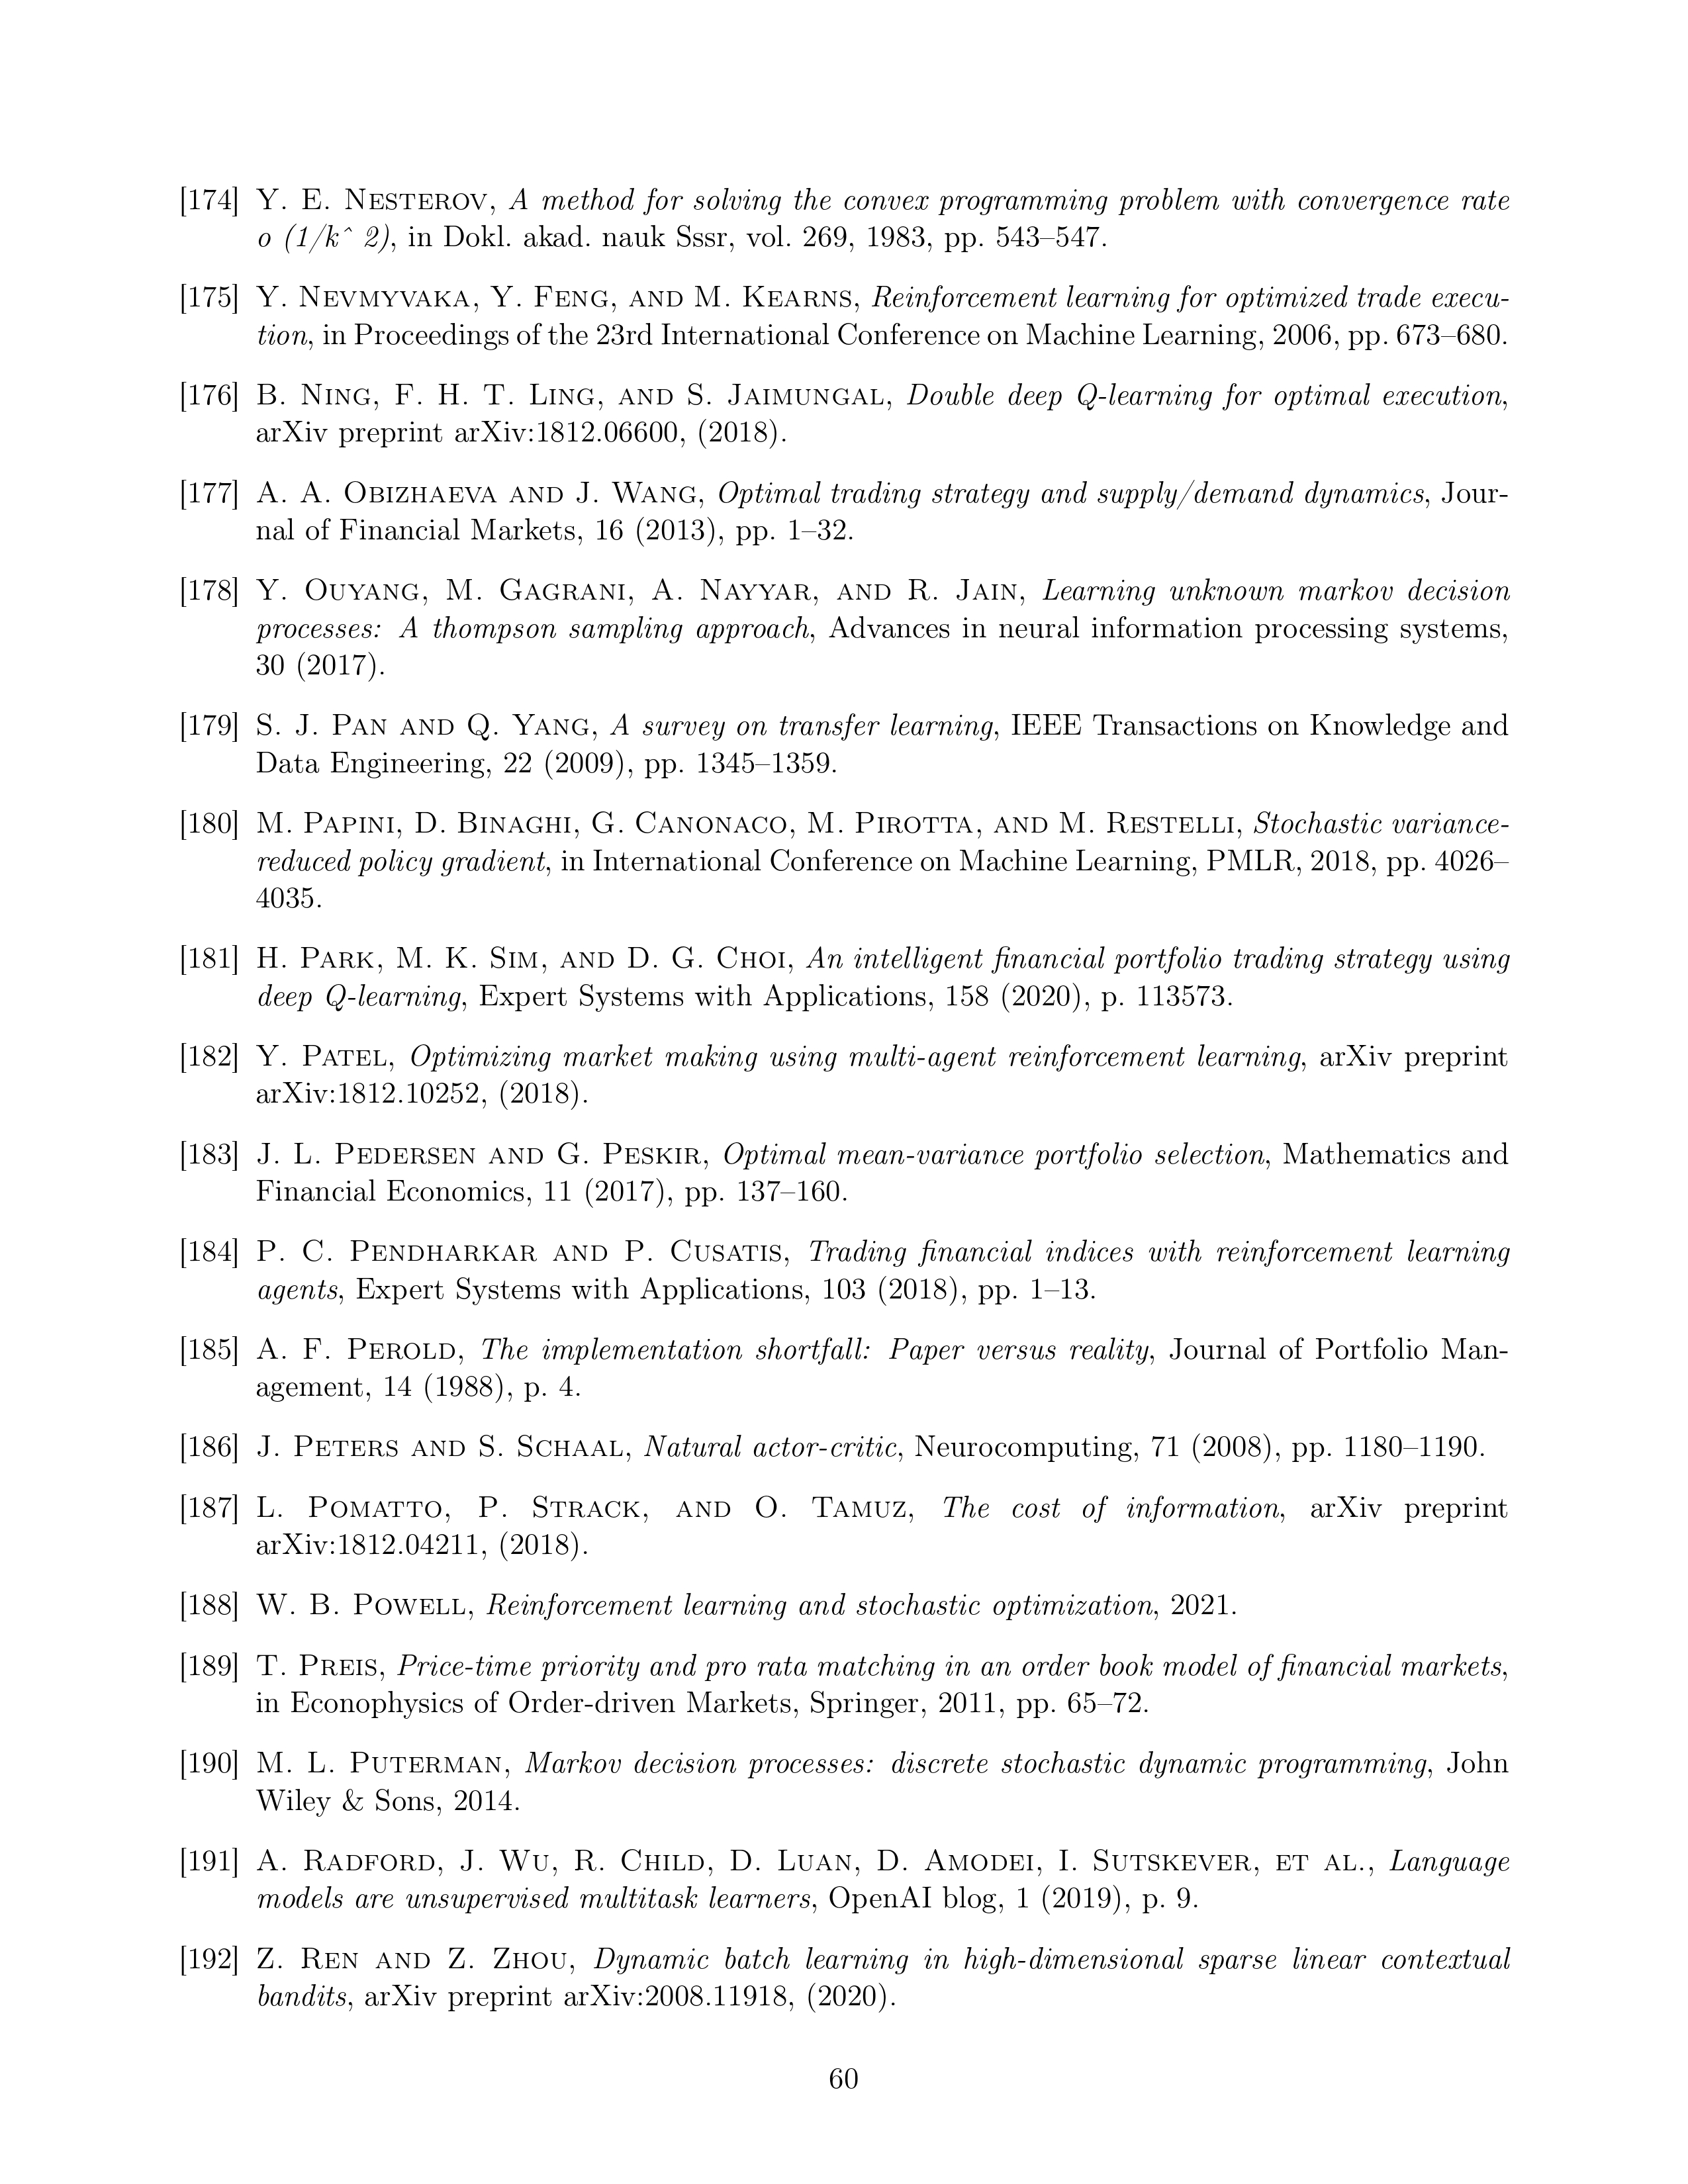 [174] Y. E. Nesterov, A method for solving the convex programming problem with convergence rate
o (1/k^ 2), in Dokl. akad. nauk Sssr, vol. 269, 1983, pp. 543–547.
[175] Y. Nevmyvaka, Y. Feng, and M. Kearns, Reinforcement learning for optimized trade execu-
tion, in Proceedings of the 23rd International Conference on Machine Learning, 2006, pp. 673–680.
[176] B. Ning, F. H. T. Ling, and S. Jaimungal, Double deep Q-learning for optimal execution,
arXiv preprint arXiv:1812.06600, (2018).
[177] A. A. Obizhaeva and J. Wang, Optimal trading strategy and supply/demand dynamics, Jour-
nal of Financial Markets, 16 (2013), pp. 1–32.
[178] Y. Ouyang, M. Gagrani, A. Nayyar, and R. Jain, Learning unknown markov decision
processes: A thompson sampling approach, Advances in neural information processing systems,
30 (2017).
[179] S. J. Pan and Q. Yang, A survey on transfer learning, IEEE Transactions on Knowledge and
Data Engineering, 22 (2009), pp. 1345–1359.
[180] M. Papini, D. Binaghi, G. Canonaco, M. Pirotta, and M. Restelli, Stochastic variance-
reduced policy gradient, in International Conference on Machine Learning, PMLR, 2018, pp. 4026–
4035.
[181] H. Park, M. K. Sim, and D. G. Choi, An intelligent financial portfolio trading strategy using
deep Q-learning, Expert Systems with Applications, 158 (2020), p. 113573.
[182] Y. Patel, Optimizing market making using multi-agent reinforcement learning, arXiv preprint
arXiv:1812.10252, (2018).
[183] J. L. Pedersen and G. Peskir, Optimal mean-variance portfolio selection, Mathematics and
Financial Economics, 11 (2017), pp. 137–160.
[184] P. C. Pendharkar and P. Cusatis, Trading financial indices with reinforcement learning
agents, Expert Systems with Applications, 103 (2018), pp. 1–13.
[185] A. F. Perold, The implementation shortfall: Paper versus reality, Journal of Portfolio Man-
agement, 14 (1988), p. 4.
[186] J. Peters and S. Schaal, Natural actor-critic, Neurocomputing, 71 (2008), pp. 1180–1190.
[187] L. Pomatto, P. Strack, and O. Tamuz, The cost of information, arXiv preprint
arXiv:1812.04211, (2018).
[188] W. B. Powell, Reinforcement learning and stochastic optimization, 2021.
[189] T. Preis, Price-time priority and pro rata matching in an order book model of financial markets,
in Econophysics of Order-driven Markets, Springer, 2011, pp. 65–72.
[190] M. L. Puterman, Markov decision processes: discrete stochastic dynamic programming, John
Wiley & Sons, 2014.
[191] A. Radford, J. Wu, R. Child, D. Luan, D. Amodei, I. Sutskever, et al., Language
models are unsupervised multitask learners, OpenAI blog, 1 (2019), p. 9.
[192] Z. Ren and Z. Zhou, Dynamic batch learning in high-dimensional sparse linear contextual
bandits, arXiv preprint arXiv:2008.11918, (2020).
60